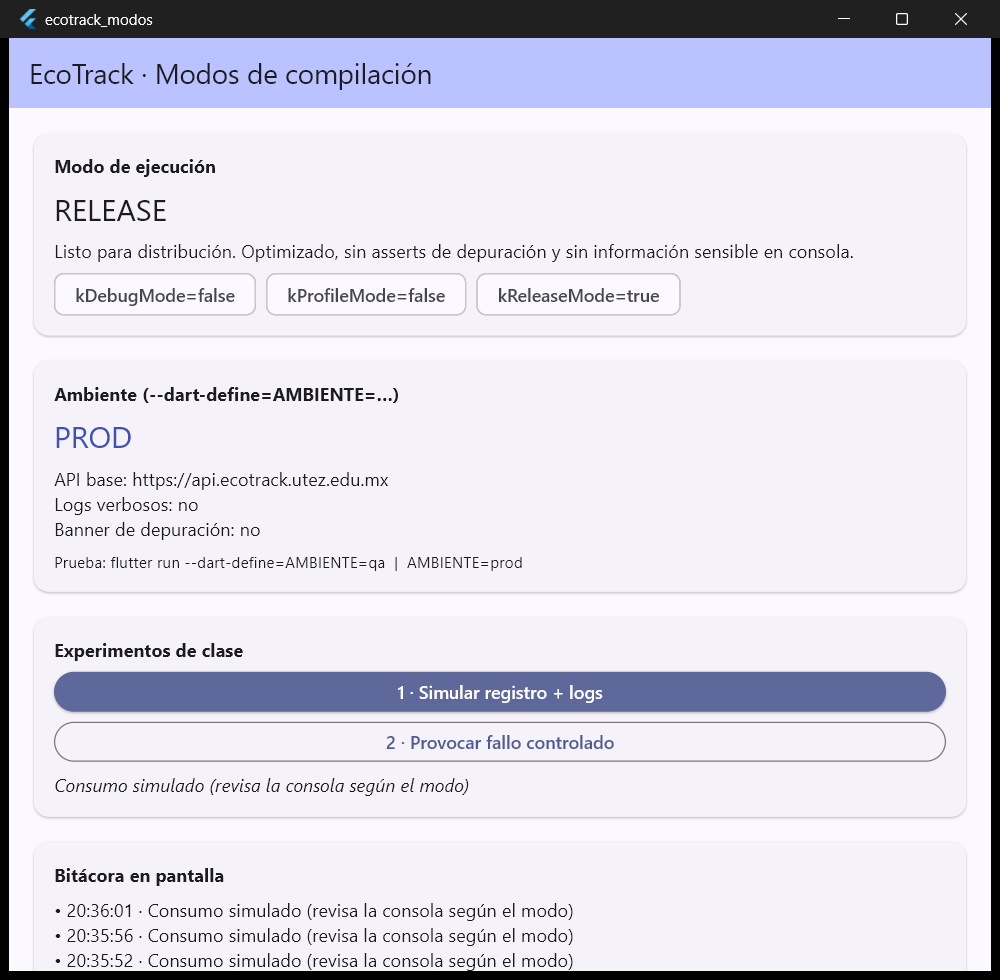 ecotrack_modos
EcoTrack · Modos de compilación
Modo de ejecución
RELEASE
Listo para distribución. Optimizado, sin asserts de depuración y sin información sensible en consola.
kDebugMode=false kProfileMode=false kReleaseMode=true
Ambiente (--dart-define=AMBIENTE=...)
PROD
API base: https://api.ecotrack.utez.edu.mx
Logs verbosos: no
Banner de depuración: no
Prueba: flutter run --dart-define=AMBIENTE=qa | AMBIENTE=prod
Experimentos de clase
1 · Simular registro + logs
2 · Provocar fallo controlado
Consumo simulado (revisa la consola según el modo)
Bitácora en pantalla
• 20:36:01 · Consumo simulado (revisa la consola según el modo)
• 20:35:56 · Consumo simulado (revisa la consola según el modo)
• 20:35:52 · Consumo simulado (revisa la consola según el modo)